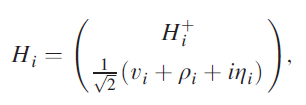 H_i = \begin{pmatrix} H_i^+ \\ \frac{1}{\sqrt{2}}(v_i + \rho_i + i\eta_i) \end{pmatrix},